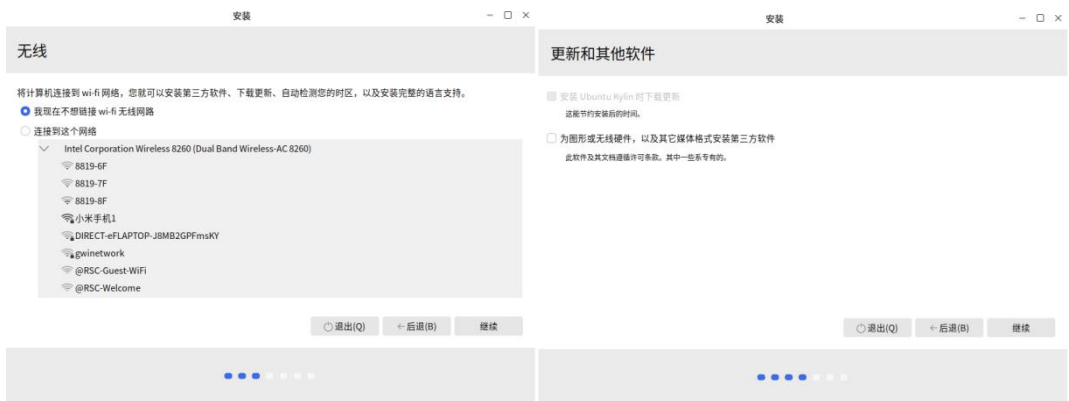 安装
无线
将计算机连接到 wi-fi 网络，您就可以安装第三方软件、下载更新、自动检测您的时区，以及安装完整的语言支持。
我现在不想链接 wi-fi 无线网路
连接到这个网络
Intel Corporation Wireless 8260 (Dual Band Wireless-AC 8260)
8819-6F
8819-7F
8819-8F
小米手机1
DIRECT-eFLAPTOP-J8MB2GPFmsKY
gwinetwork
@RSC-Guest-WiFi
@RSC-Welcome
退出(Q)
后退(B)
继续
安装
更新和其他软件
安装 Ubuntu Kylin 时下载更新
这能节约安装后的时间。
为图形或无线硬件，以及其它媒体格式安装第三方软件
此软件及其文档遵循许可条款。其中一些系专有的。
退出(Q)
后退(B)
继续